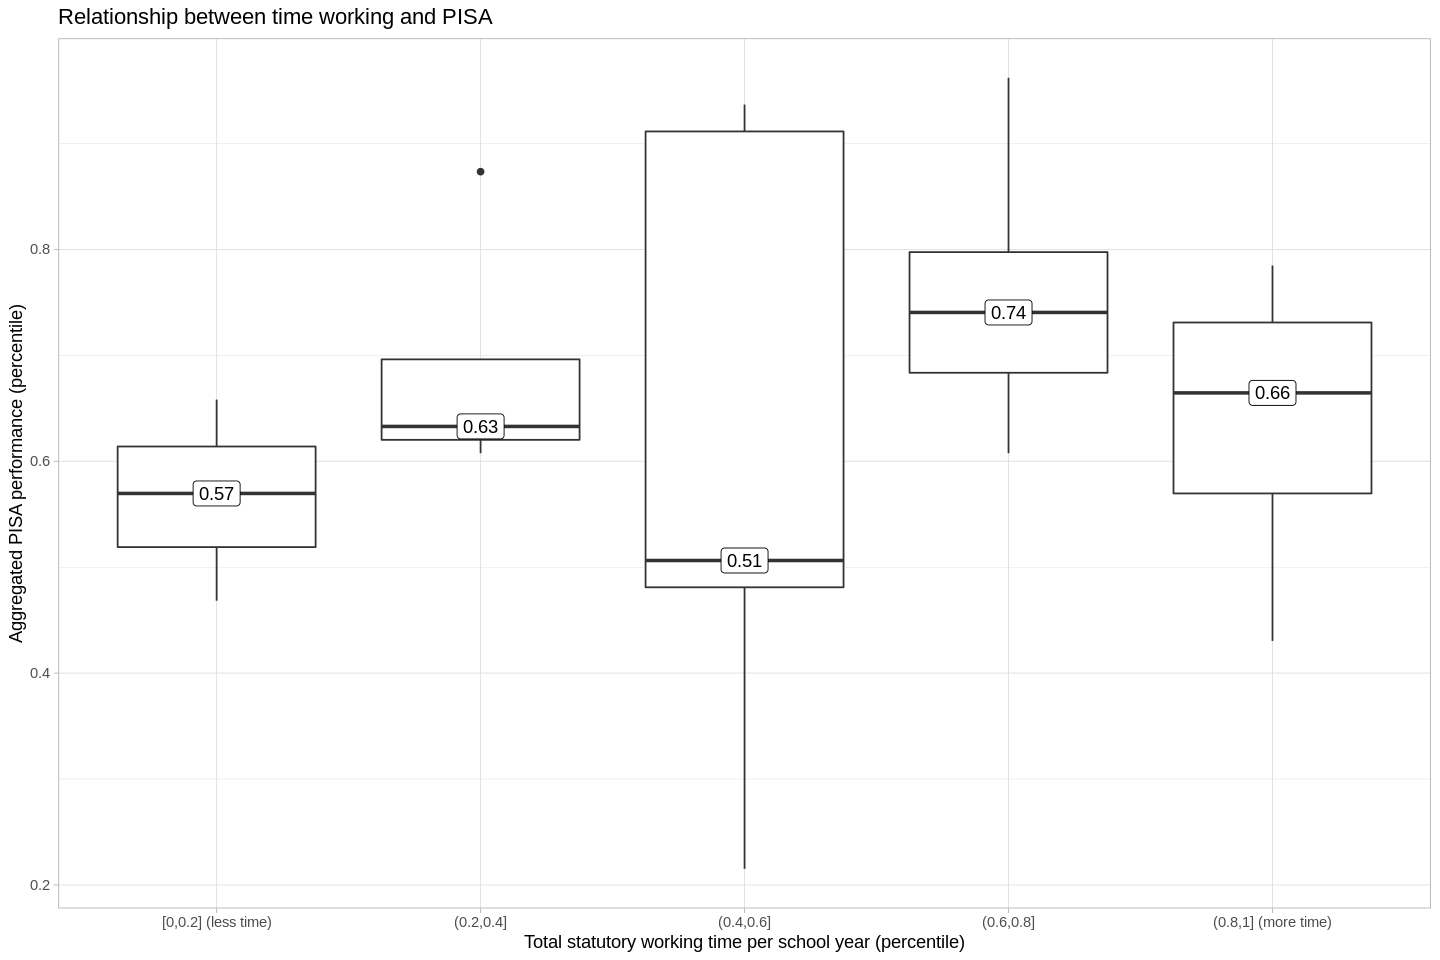 Relationship between time working and PISA
Aggregated PISA performance (percentile)
0.8
0.6
0.4
0.2
0.57
0.63
0.51
0.74
0.66
[0,0.2] (less time)
(0.2,0.4]
(0.4,0.6]
(0.6,0.8]
(0.8,1] (more time)
Total statutory working time per school year (percentile)